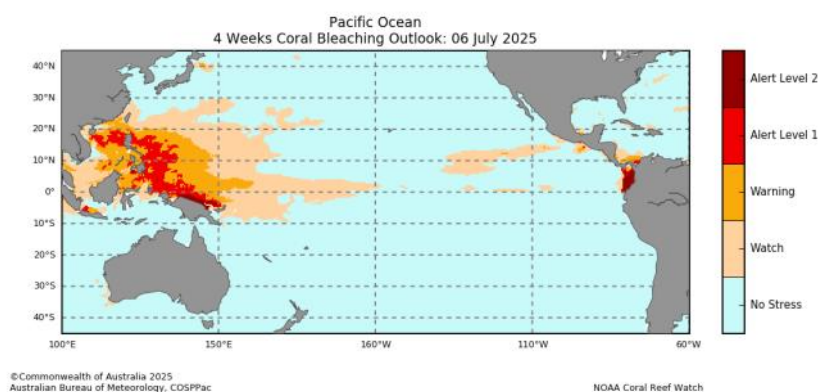 Pacific Ocean
4 Weeks Coral Bleaching Outlook: 06 July 2025
40°N
30°N
20°N
10°N
0°
10°S
20°S
30°S
40°S
100°E
150°E
160°W
110°W
60°W
Alert Level 2
Alert Level 1
Warning
Watch
No Stress
©Commonwealth of Australia 2025
Australian Bureau of Meteorology, COSPPac
NOAA Coral Reef Watch